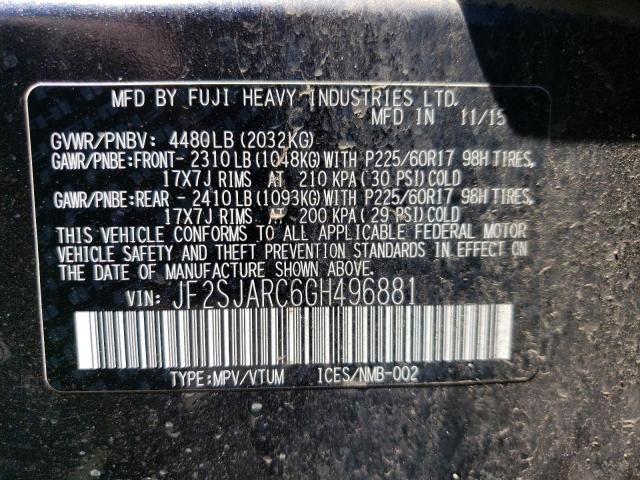 MFD BY FUJI HEAVY INDUSTRIES LTD.
MFD IN 11/15
GVWR/PNBV: 4480LB(2032KG)
GAWR/PNBE:FRONT-2310LB(1048KG)WITH P225/60R17 98H TIRES,
17X7J RIMS AT 210 KPA(30 PSI)COLD
GAWR/PNBE:REAR -2410LB(1093KG)WITH P225/60R17 98H TIRES,
17X7J RIMS AT 200 KPA(29 PSI)COLD
THIS VEHICLE CONFORMS TO ALL APPLICABLE FEDERAL MOTOR
VEHICLE SAFETY AND THEFT PREVENTION STANDARDS IN EFFECT ON
THE DATE OF MANUFACTURE SHOWN ABOVE.
VIN: JF2SJARC6GH496881
TYPE:MPV/VTUM ICES/NMB-002